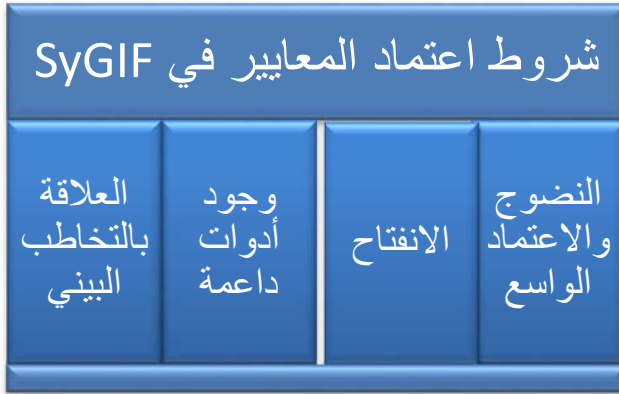 شروط اعتماد المعايير في SyGIF
النضوج
والاعتماد
الواسع
الانفتاح
وجود
أدوات
داعمة
العلاقة
بالتخاطب
البيني